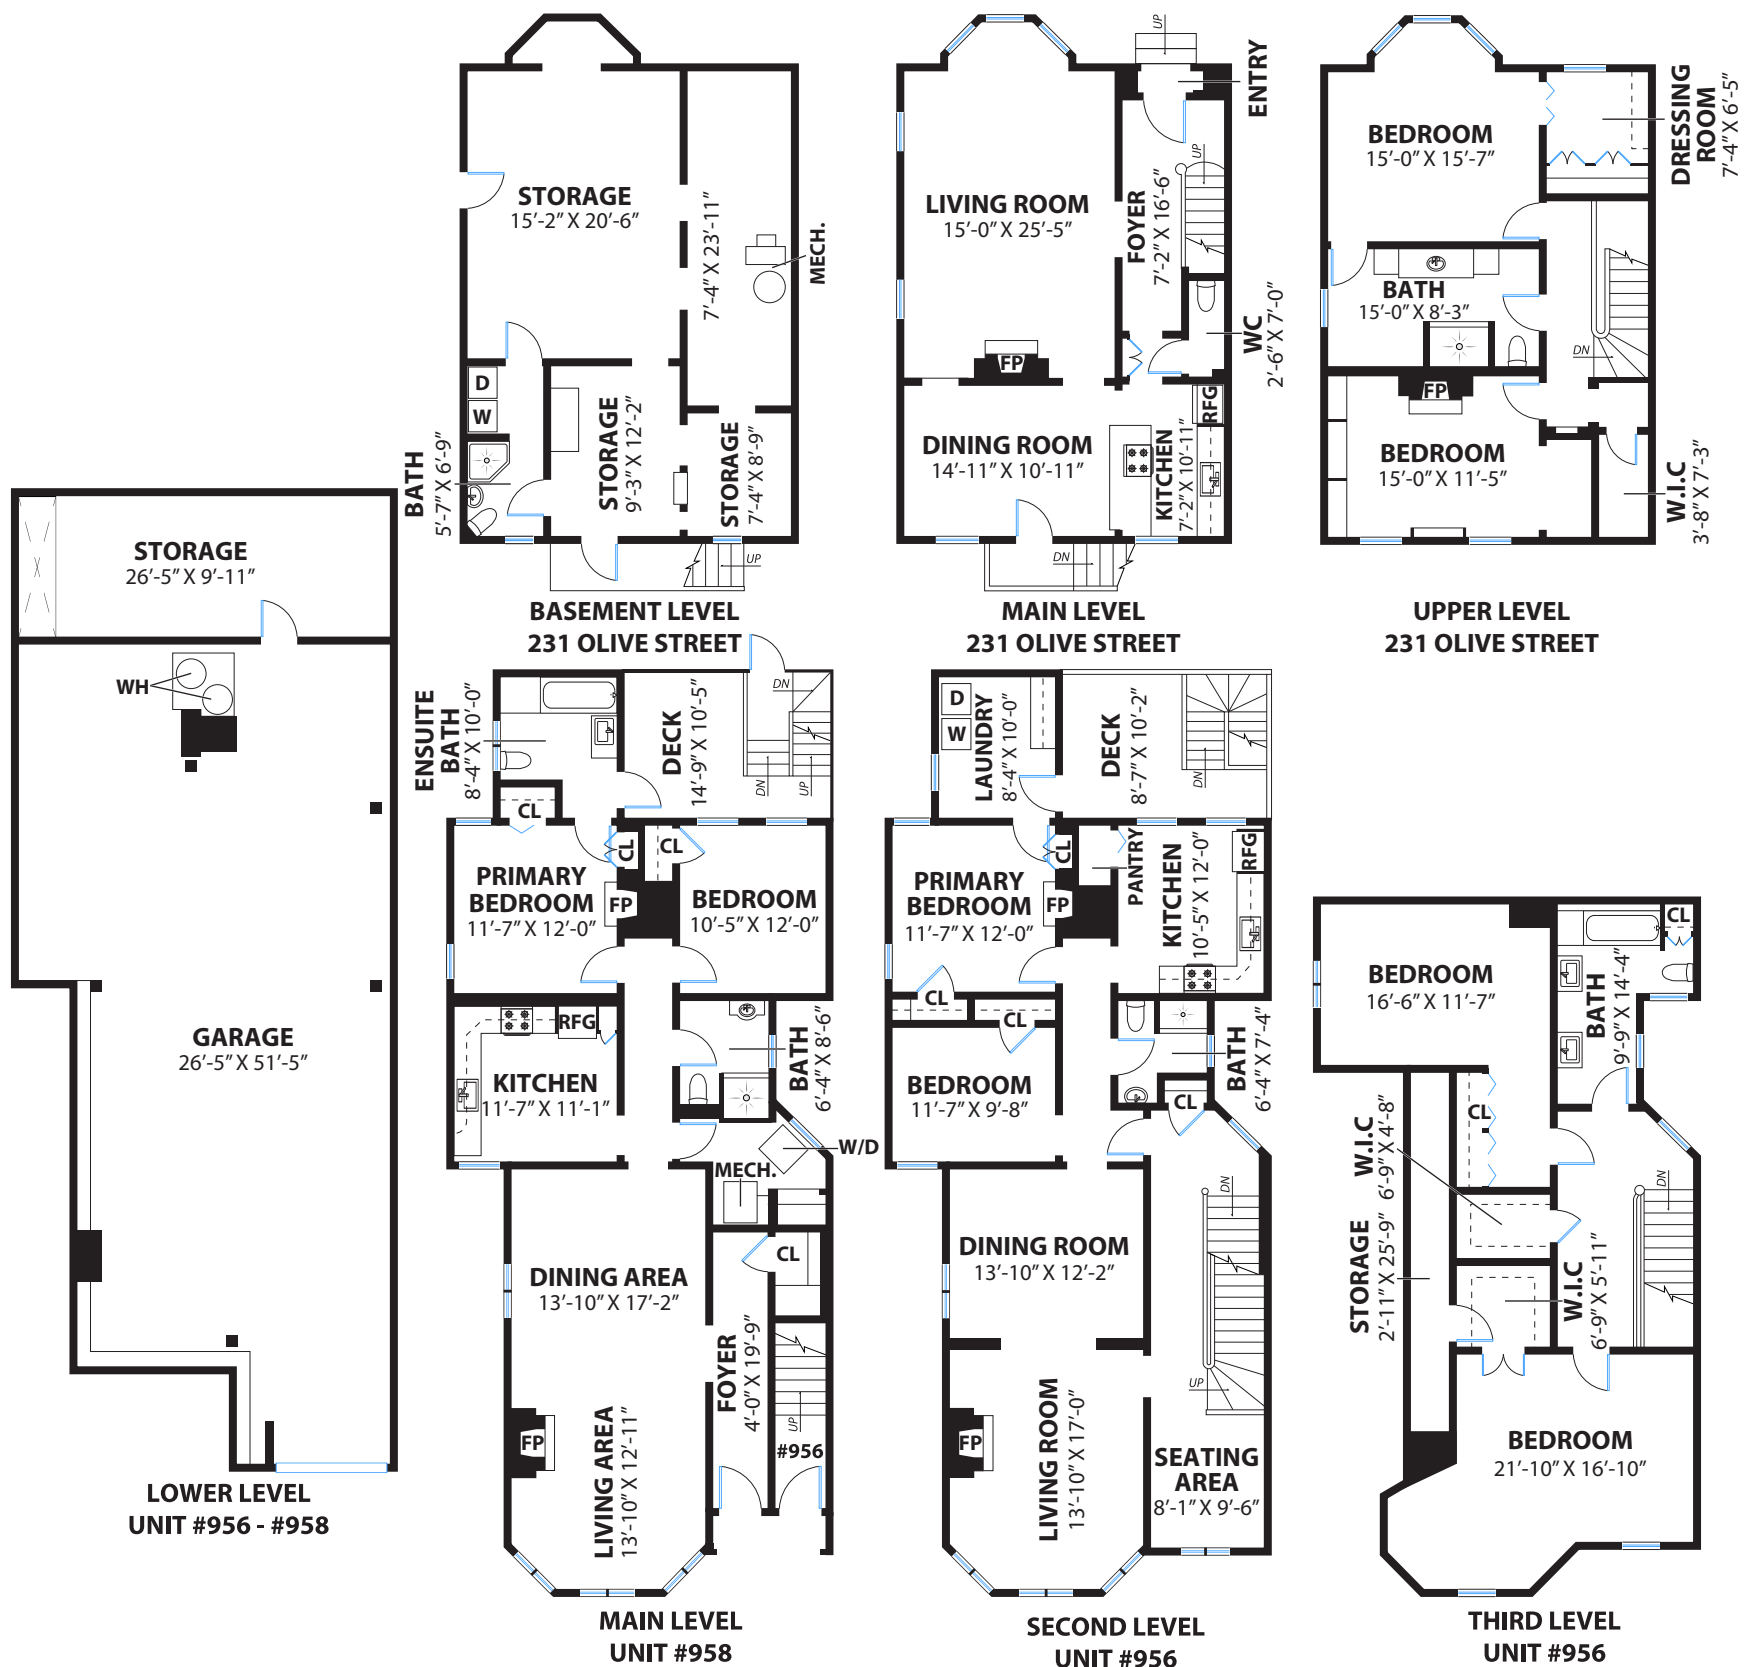 STORAGE
15'-2" X 20'-6"
7'-4" X 23'-11"
MECH.
D
W
BATH
5'-7" X 6'-9"
STORAGE
9'-3" X 12'-2"
STORAGE
7'-4" X 8'-9"
UP
BASEMENT LEVEL
231 OLIVE STREET
UP
ENTRY
LIVING ROOM
15'-0" X 25'-5"
FOYER
7'-2" X 16'-6"
UP
WC
2'-6" X 7'-0"
FP
RFG
DINING ROOM
14'-11" X 10'-11"
KITCHEN
7'-2" X 10'-11"
DN
MAIN LEVEL
231 OLIVE STREET
BEDROOM
15'-0" X 15'-7"
DRESSING
ROOM
7'-4" X 6'-5"
BATH
15'-0" X 8'-3"
DN
FP
BEDROOM
15'-0" X 11'-5"
W.I.C
3'-8" X 7'-3"
UPPER LEVEL
231 OLIVE STREET
STORAGE
26'-5" X 9'-11"
WH
GARAGE
26'-5" X 51'-5"
LOWER LEVEL
UNIT #956 - #958
ENSUITE
BATH
8'-4" X 10'-0"
DECK
14'-9" X 10'-5"
DN
DN
UP
CL
CL
CL
PRIMARY
BEDROOM
11'-7" X 12'-0"
FP
BEDROOM
10'-5" X 12'-0"
RFG
KITCHEN
11'-7" X 11'-1"
BATH
6'-4" X 8'-6"
W/D
MECH.
CL
DINING AREA
13'-10" X 17'-2"
FOYER
4'-0" X 19'-9"
UP
#956
FP
LIVING AREA
13'-10" X 12'-11"
MAIN LEVEL
UNIT #958
D
W
LAUNDRY
8'-4" X 10'-0"
DECK
8'-7" X 10'-2"
DN
CL
PANTRY
KITCHEN
10'-5" X 12'-0"
RFG
PRIMARY
BEDROOM
11'-7" X 12'-0"
FP
CL
CL
BEDROOM
11'-7" X 9'-8"
BATH
6'-4" X 7'-4"
CL
DN
DINING ROOM
13'-10" X 12'-2"
UP
FP
LIVING ROOM
13'-10" X 17'-0"
SEATING
AREA
8'-1" X 9'-6"
SECOND LEVEL
UNIT #956
BEDROOM
16'-6" X 11'-7"
CL
BATH
9'-9" X 14'-4"
CL
W.I.C
6'-9" X 4'-8"
DN
STORAGE
2'-11" X 25'-9"
W.I.C
6'-9" X 5'-11"
BEDROOM
21'-10" X 16'-10"
THIRD LEVEL
UNIT #956